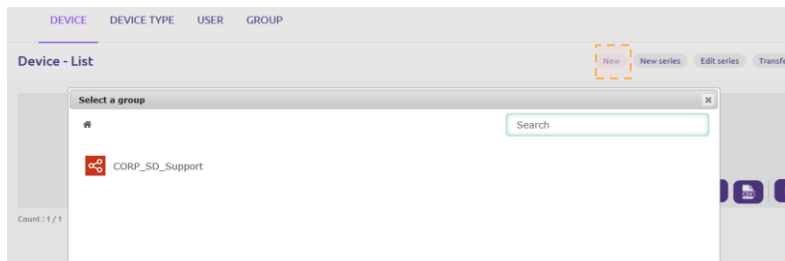 DEVICE DEVICE TYPE USER GROUP
Device - List
New New series Edit series Transfe
Select a group
Search
CORP_SD_Support
Count : 1 / 1